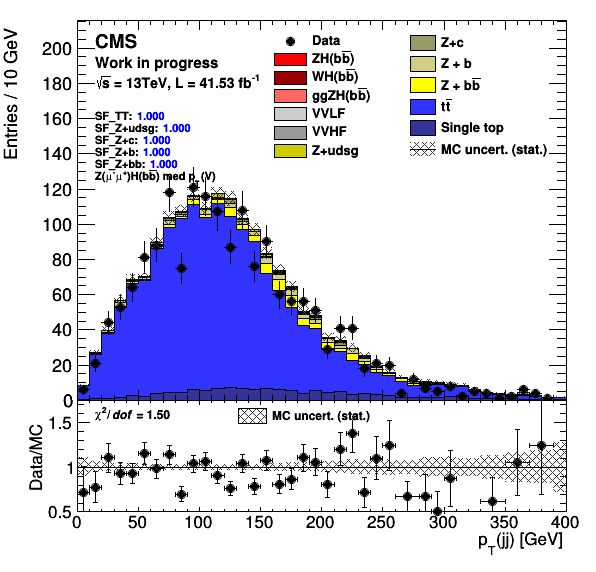 CMS
Work in progress
√s = 13TeV, L = 41.53 fb⁻¹
SF_TT: 1.000
SF_Z+udsg: 1.000
SF_Z+c: 1.000
SF_Z+b: 1.000
SF_Z+bb: 1.000
Z(μ⁻μ⁺)H(bb̅) med p_T(V)
Data
ZH(bb̅)
WH(bb̅)
ggZH(bb̅)
VVLF
VVHF
Z+udsg
Z+c
Z + b
Z + bb̅
tt̅
Single top
MC uncert. (stat.)
Entries / 10 GeV
200
180
160
140
120
100
80
60
40
20
0
χ²/dof = 1.50
MC uncert. (stat.)
Data/MC
1.5
1
0.5
0 50 100 150 200 250 300 350 400
p_T(jj) [GeV]